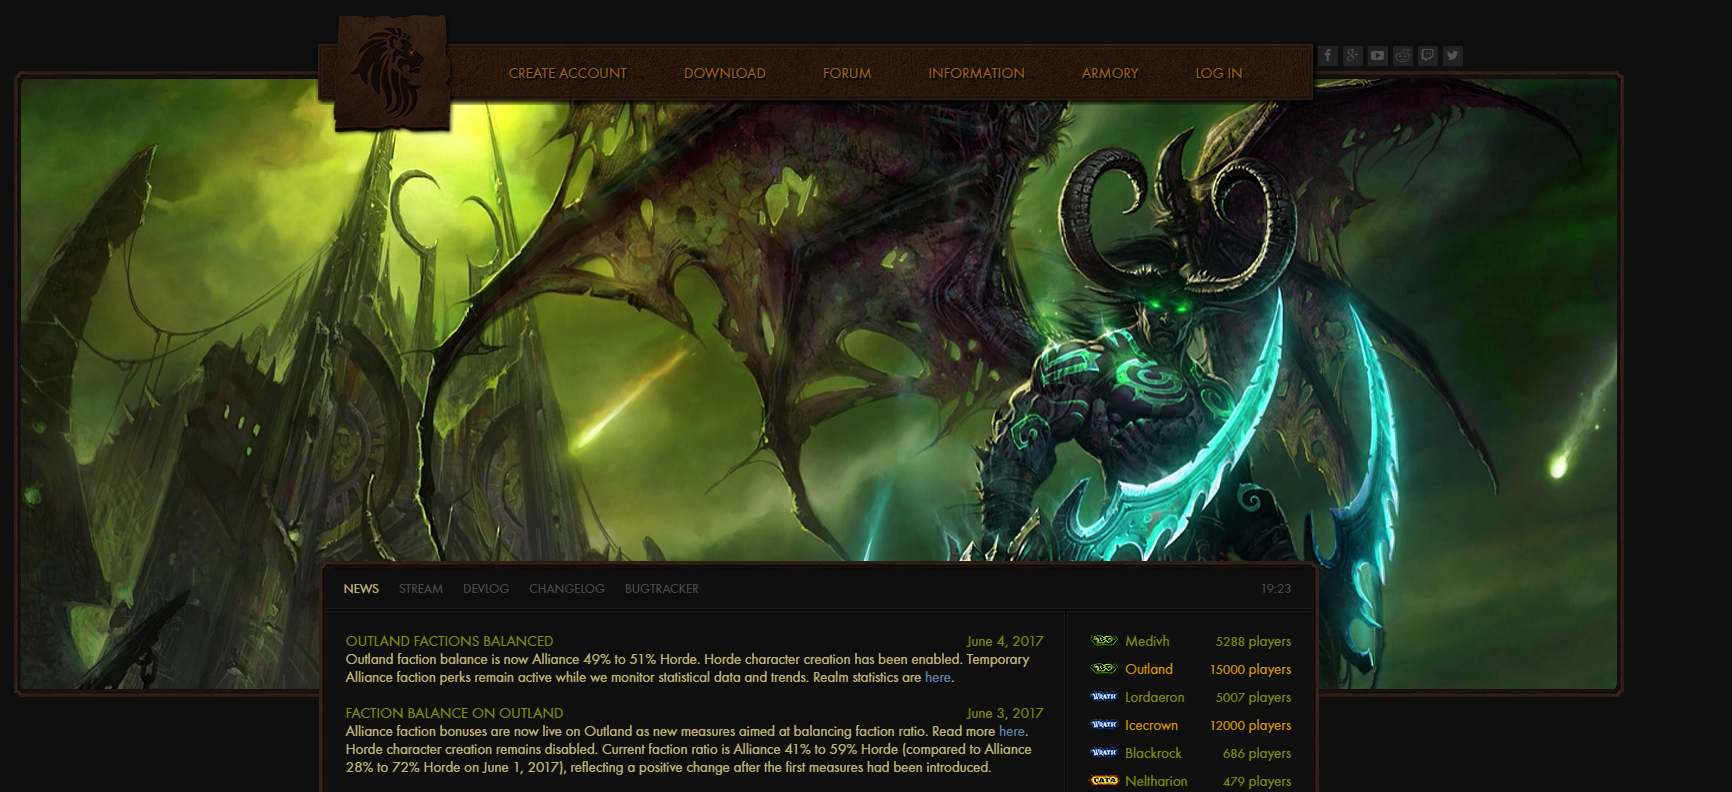 CREATE ACCOUNT DOWNLOAD FORUM INFORMATION ARMORY LOG IN
NEWS STREAM DEVLOG CHANGELOG BUGTRACKER 19:23
OUTLAND FACTIONS BALANCED June 4, 2017
Outland faction balance is now Alliance 49% to 51% Horde. Horde character creation has been enabled. Temporary
Alliance faction perks remain active while we monitor statistical data and trends. Realm statistics are here.
FACTION BALANCE ON OUTLAND June 3, 2017
Alliance faction bonuses are now live on Outland as new measures aimed at balancing faction ratio. Read more here.
Horde character creation remains disabled. Current faction ratio is Alliance 41% to 59% Horde (compared to Alliance
28% to 72% Horde on June 1, 2017), reflecting a positive change after the first measures had been introduced.
Medivh 5288 players
Outland 15000 players
WRATH Lordaeron 5007 players
WRATH Icecrown 12000 players
WRATH Blackrock 686 players
CATA Neltharion 479 players